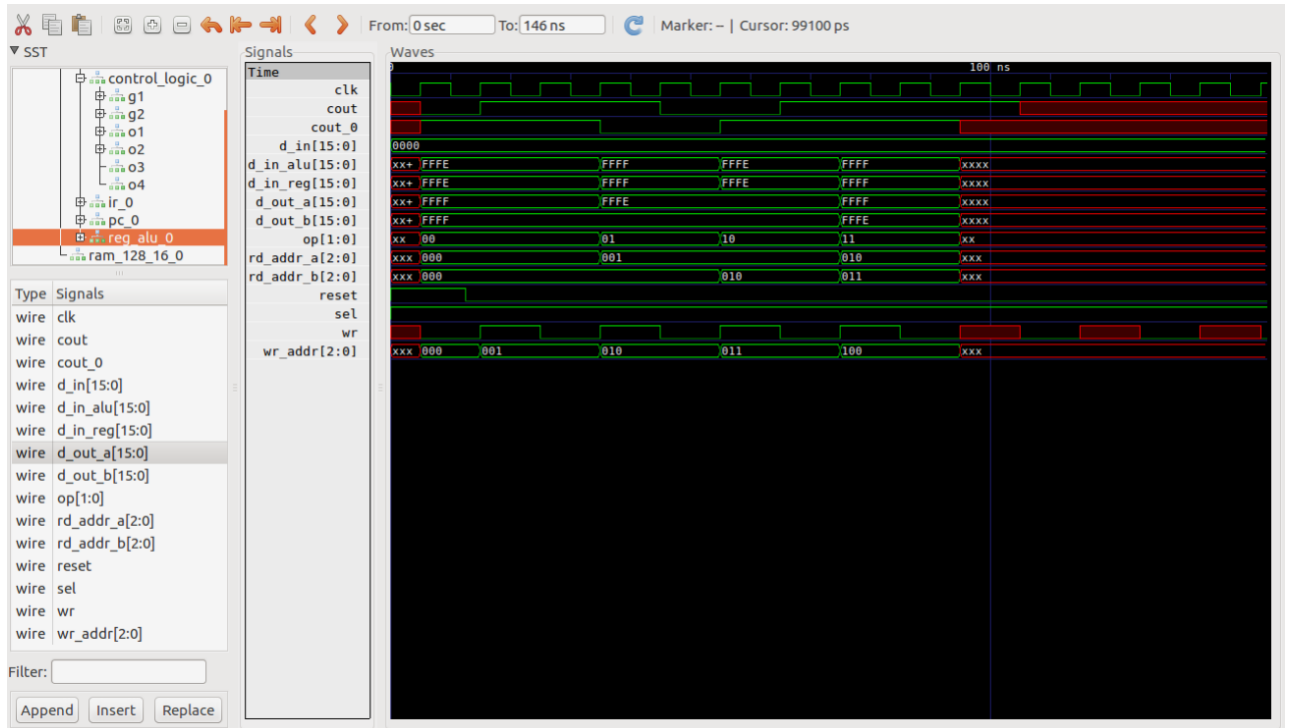 From: 0 sec To: 146 ns Marker: -- | Cursor: 99100 ps
SST
control_logic_0
g1
g2
o1
o2
o3
o4
ir_0
pc_0
reg_alu_0
ram_128_16_0
Type Signals
wire clk
wire cout
wire cout_0
wire d_in[15:0]
wire d_in_alu[15:0]
wire d_in_reg[15:0]
wire d_out_a[15:0]
wire d_out_b[15:0]
wire op[1:0]
wire rd_addr_a[2:0]
wire rd_addr_b[2:0]
wire reset
wire sel
wire wr
wire wr_addr[2:0]
Filter:
Append Insert Replace
Signals
Time
clk
cout
cout_0
d_in[15:0]
d_in_alu[15:0]
d_in_reg[15:0]
d_out_a[15:0]
d_out_b[15:0]
op[1:0]
rd_addr_a[2:0]
rd_addr_b[2:0]
reset
sel
wr
wr_addr[2:0]
Waves
0 100 ns
0000
xx+ FFFE FFFF FFFE FFFF xxxx
xx+ FFFE FFFF FFFE FFFF xxxx
xx+ FFFF FFFE FFFF xxxx
xx+ FFFF FFFE xxxx
xx 00 01 10 11 xx
xxx 000 001 010 xxx
xxx 000 010 011 xxx
xxx 000 001 010 011 100 xxx